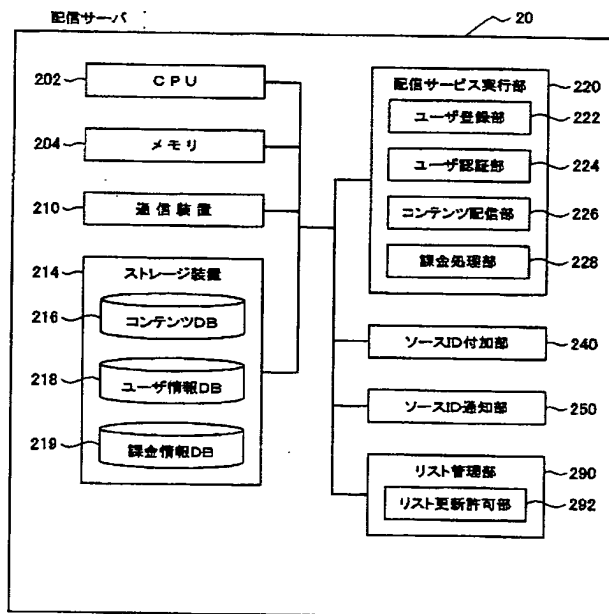 配信サーバ
20
202
CPU
204
メモリ
210
通信装置
214
ストレージ装置
216
コンテンツDB
218
ユーザ情報DB
219
課金情報DB
配信サービス実行部
220
ユーザ登録部
222
ユーザ認証部
224
コンテンツ配信部
226
課金処理部
228
ソースID付加部
240
ソースID通知部
250
リスト管理部
290
リスト更新許可部
292